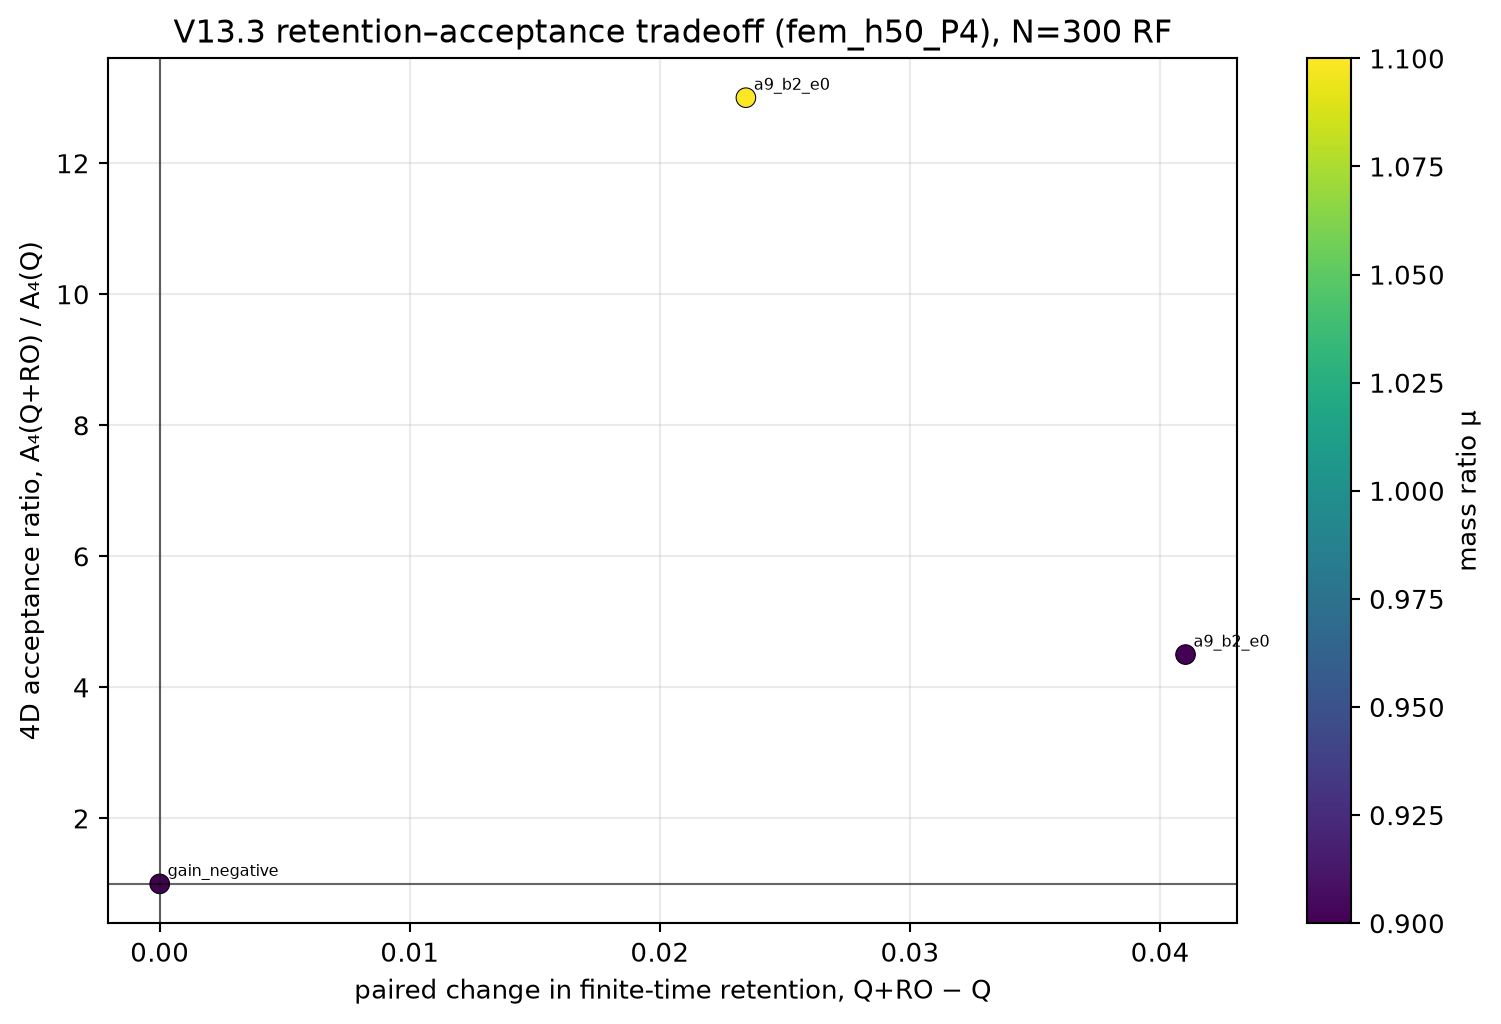 V13.3 retention–acceptance tradeoff (fem_h50_P4), N=300 RF
a9_b2_e0
a9_b2_e0
gain_negative
12
10
8
6
4
2
4D acceptance ratio, A₄(Q+RO) / A₄(Q)
0.00
0.01
0.02
0.03
0.04
paired change in finite-time retention, Q+RO − Q
1.100
1.075
1.050
1.025
1.000
0.975
0.950
0.925
0.900
mass ratio μ